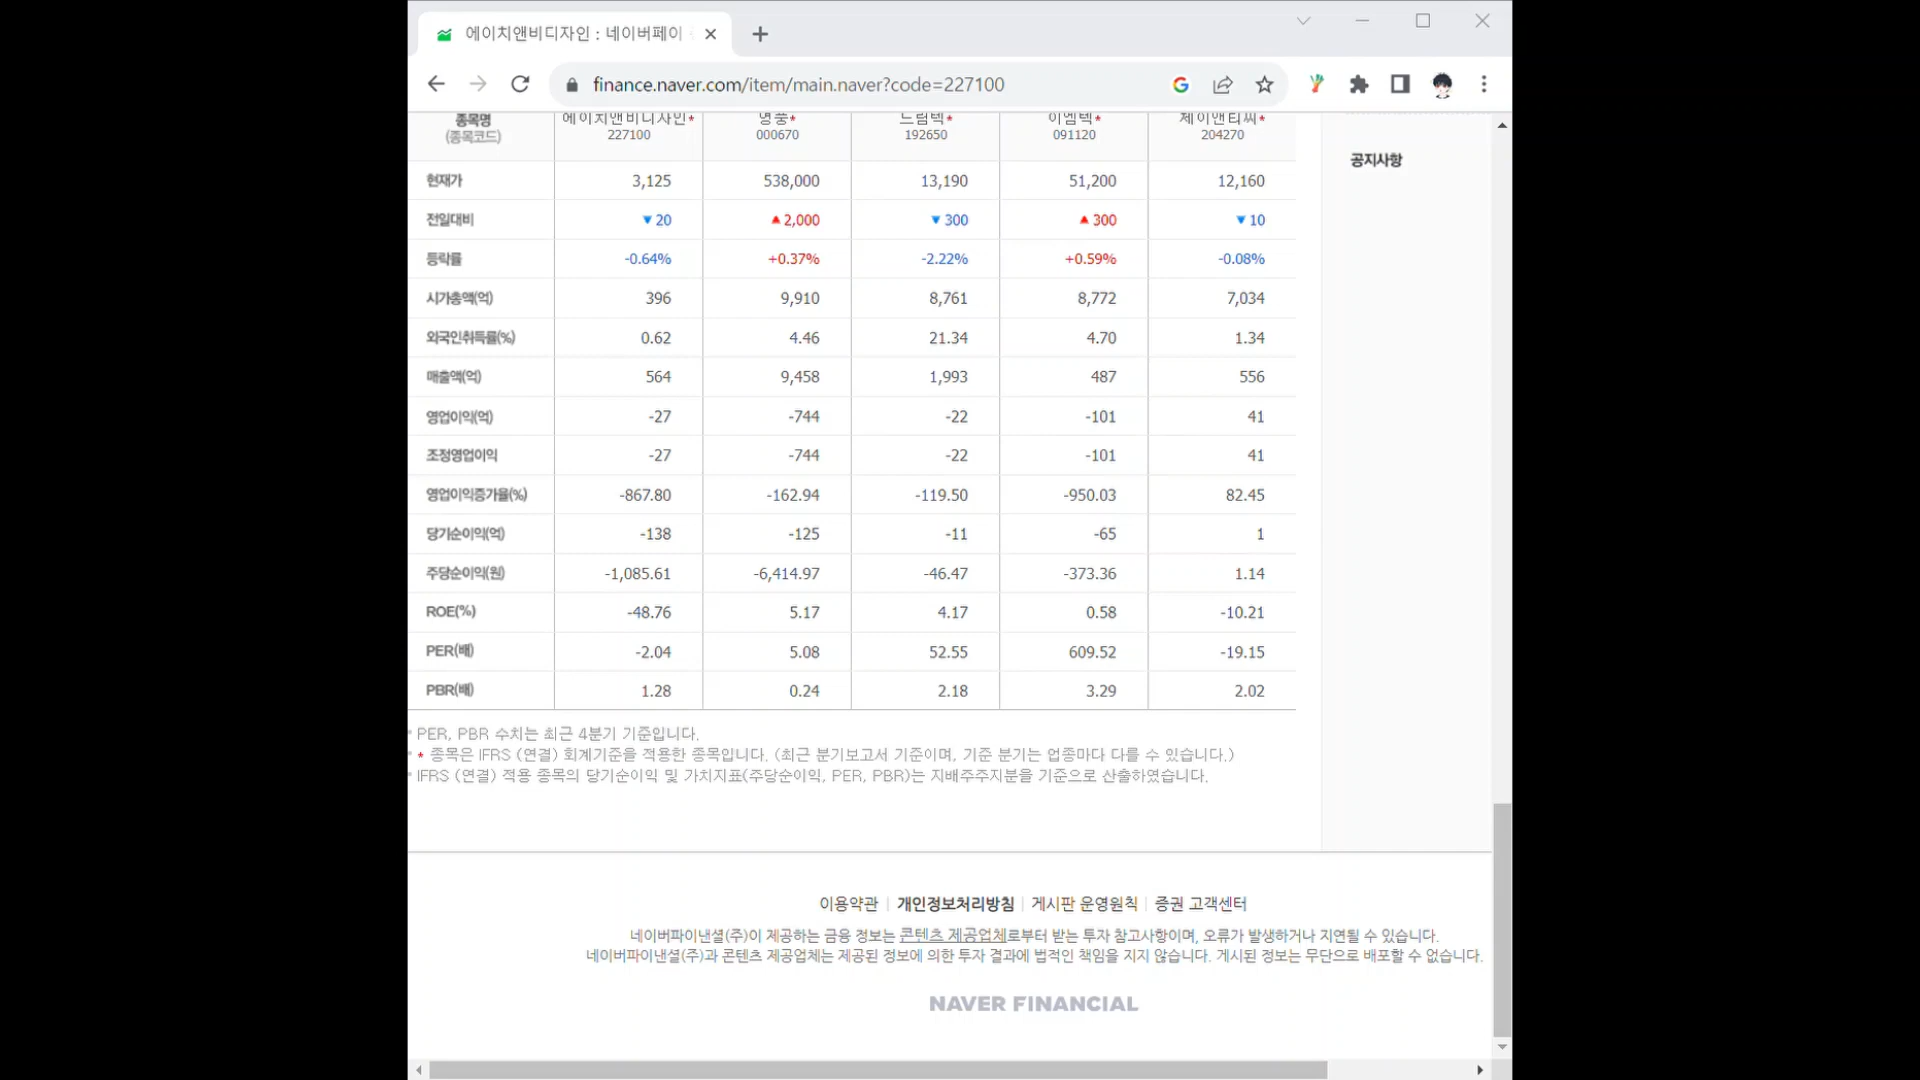 에이치앤비디자인 : 네이버페이
finance.naver.com/item/main.naver?code=227100
종목명 에이치앤비디자인* 영풍* 드림텍* 이엠텍* 제이앤티씨*
(종목코드) 227100 000670 192650 091120 204270
공지사항
현재가 3,125 538,000 13,190 51,200 12,160
전일대비 ▼20 ▲2,000 ▼300 ▲300 ▼10
등락률 -0.64% +0.37% -2.22% +0.59% -0.08%
시가총액(억) 396 9,910 8,761 8,772 7,034
외국인취득률(%) 0.62 4.46 21.34 4.70 1.34
매출액(억) 564 9,458 1,993 487 556
영업이익(억) -27 -744 -22 -101 41
조정영업이익 -27 -744 -22 -101 41
영업이익증가율(%) -867.80 -162.94 -119.50 -950.03 82.45
당기순이익(억) -138 -125 -11 -65 1
주당순이익(원) -1,085.61 -6,414.97 -46.47 -373.36 1.14
ROE(%) -48.76 5.17 4.17 0.58 -10.21
PER(배) -2.04 5.08 52.55 609.52 -19.15
PBR(배) 1.28 0.24 2.18 3.29 2.02
* PER, PBR 수치는 최근 4분기 기준입니다.
* * 종목은 IFRS (연결) 회계기준을 적용한 종목입니다. (최근 분기보고서 기준이며, 기준 분기는 업종마다 다를 수 있습니다.)
* IFRS (연결) 적용 종목의 당기순이익 및 가치지표(주당순이익, PER, PBR)는 지배주주지분을 기준으로 산출하였습니다.
이용약관 | 개인정보처리방침 | 게시판 운영원칙 | 증권 고객센터
네이버파이낸셜(주)이 제공하는 금융 정보는 콘텐츠 제공업체로부터 받는 투자 참고사항이며, 오류가 발생하거나 지연될 수 있습니다.
네이버파이낸셜(주)과 콘텐츠 제공업체는 제공된 정보에 의한 투자 결과에 법적인 책임을 지지 않습니다. 게시된 정보는 무단으로 배포할 수 없습니다.
NAVER FINANCIAL